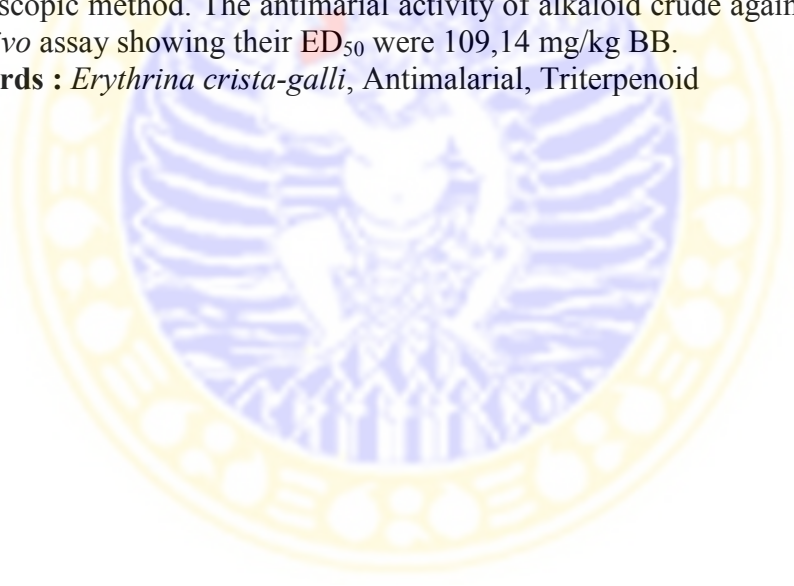 scopic method. The antimarial activity of alkaloid crude again
vo assay showing their ED50 were 109,14 mg/kg BB.
rds : Erythrina crista-galli, Antimalarial, Triterpenoid